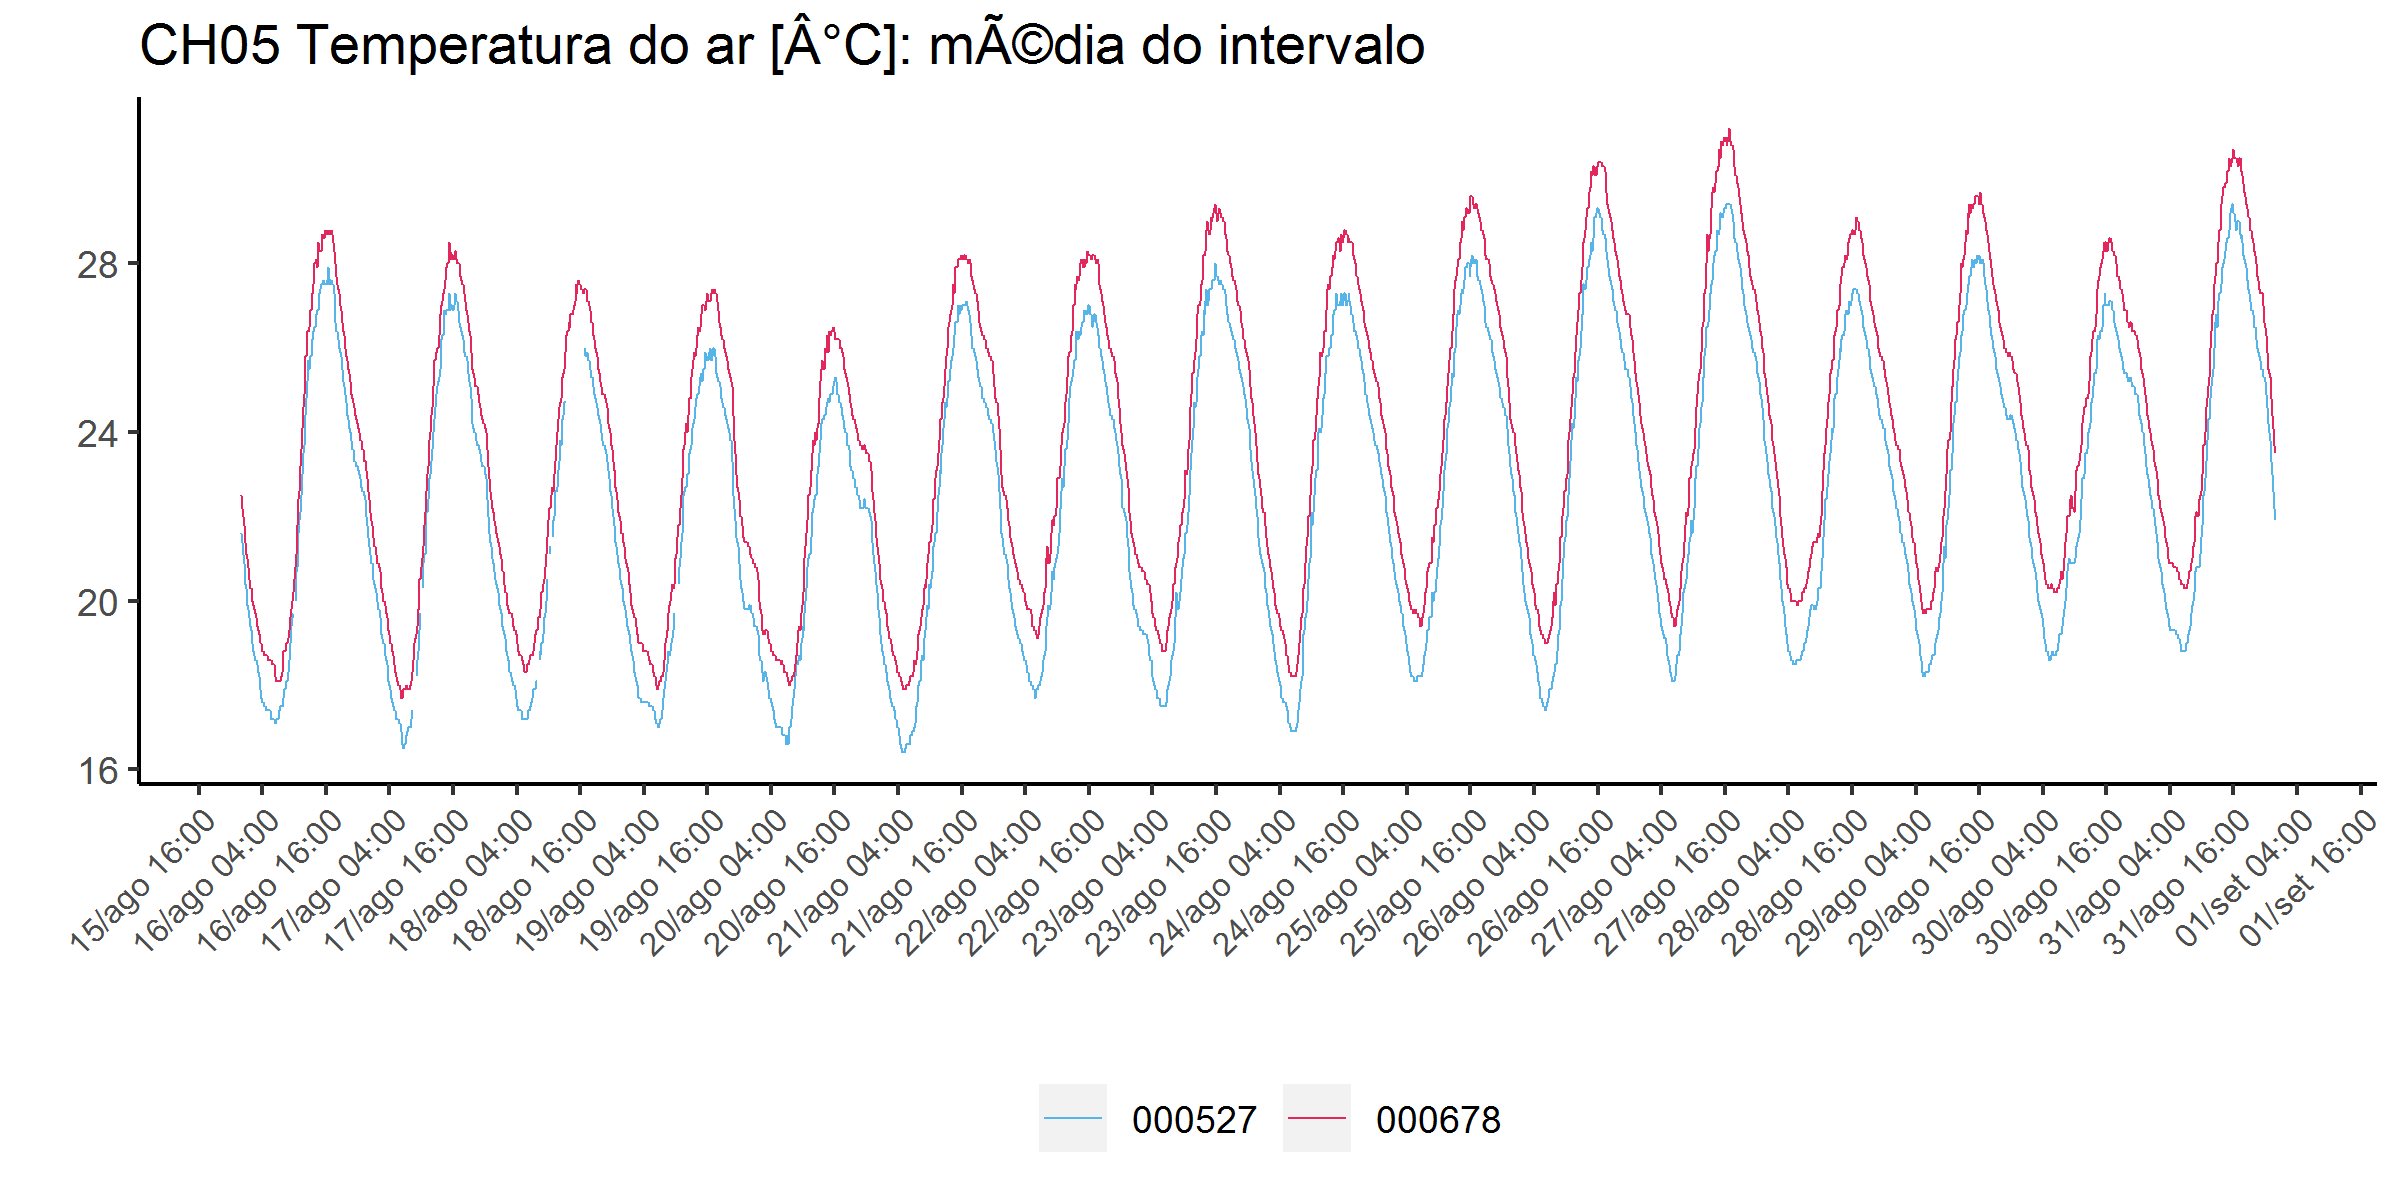 CH05 Temperatura do ar [Â°C]: mÃ©dia do intervalo
28
24
20
16
15/ago 16:00
16/ago 04:00
16/ago 16:00
17/ago 04:00
17/ago 16:00
18/ago 04:00
18/ago 16:00
19/ago 04:00
19/ago 16:00
20/ago 04:00
20/ago 16:00
21/ago 04:00
21/ago 16:00
22/ago 04:00
22/ago 16:00
23/ago 04:00
23/ago 16:00
24/ago 04:00
24/ago 16:00
25/ago 04:00
25/ago 16:00
26/ago 04:00
26/ago 16:00
27/ago 04:00
27/ago 16:00
28/ago 04:00
28/ago 16:00
29/ago 04:00
29/ago 16:00
30/ago 04:00
30/ago 16:00
31/ago 04:00
31/ago 16:00
01/set 04:00
01/set 16:00
000527
000678